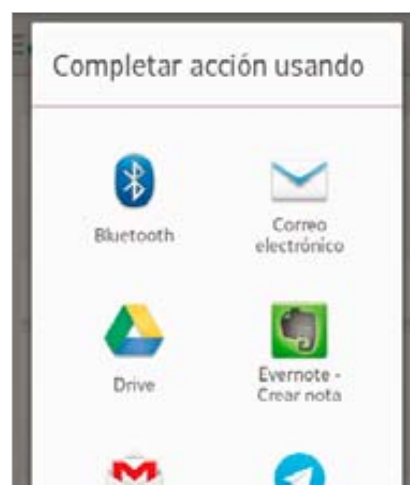 Completar acción usando
Bluetooth
Correo
electrónico
Drive
Evernote -
Crear nota